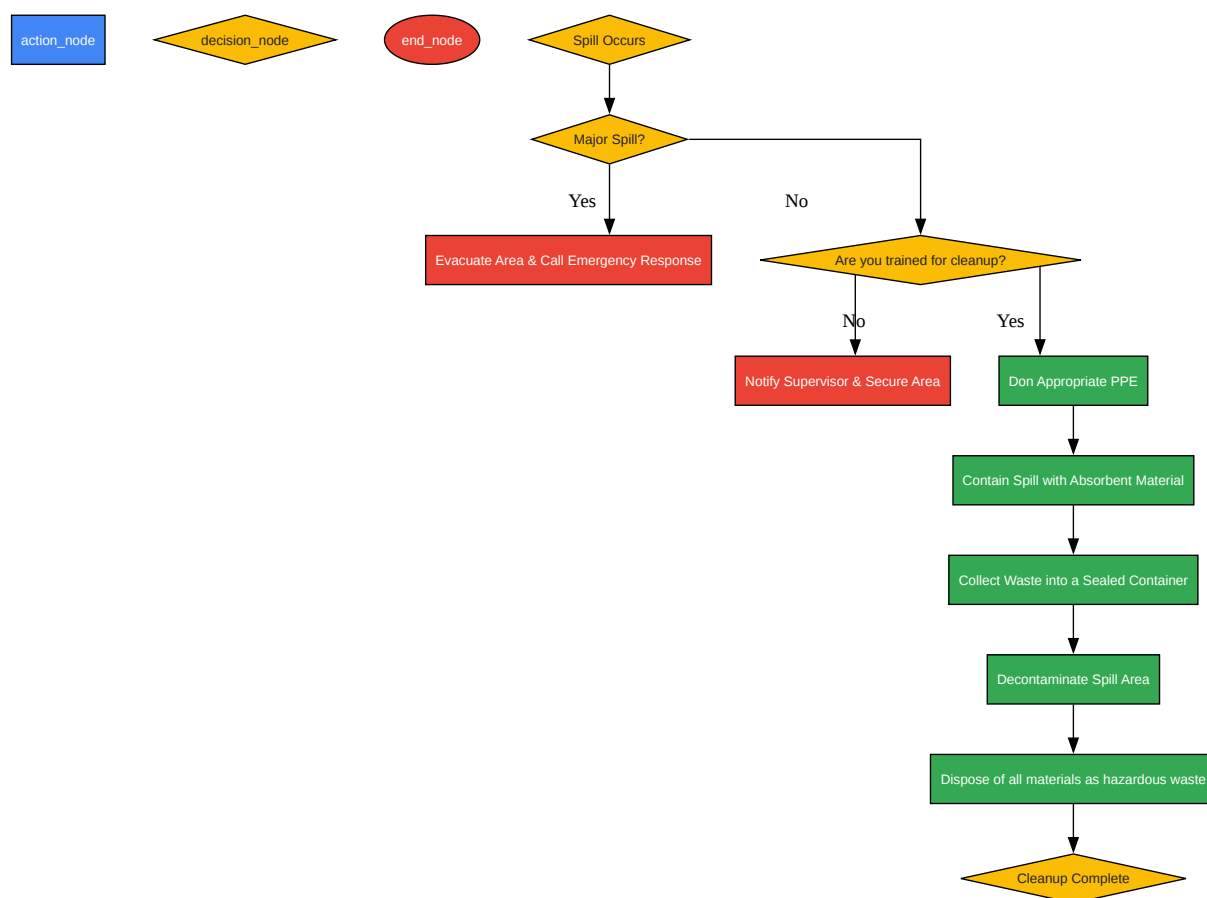 action_node
decision_node
end_node
Spill Occurs
Major Spill?
Yes
No
Evacuate Area & Call Emergency Response
Are you trained for cleanup?
No
Yes
Notify Supervisor & Secure Area
Don Appropriate PPE
Contain Spill with Absorbent Material
Collect Waste into a Sealed Container
Decontaminate Spill Area
Dispose of all materials as hazardous waste
Cleanup Complete